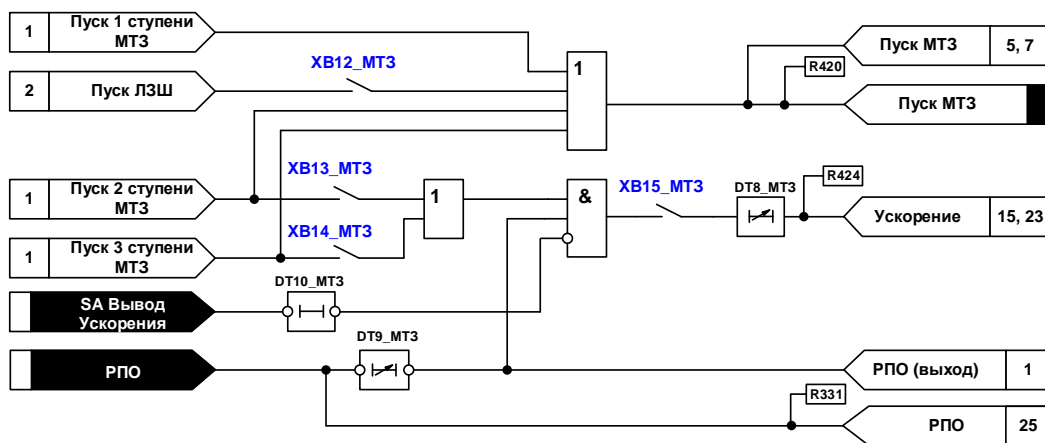 1
Пуск 1 ступени
МТЗ
2
Пуск ЛЗШ
XB12_МТЗ
1
Пуск МТЗ
5, 7
R420
Пуск МТЗ
1
Пуск 2 ступени
МТЗ
XB13_МТЗ
1
&
XB15_МТЗ
DT8_МТЗ
R424
Ускорение
15, 23
1
Пуск 3 ступени
МТЗ
XB14_МТЗ
SA Вывод
Ускорения
DT10_МТЗ
РПО
DT9_МТЗ
РПО (выход)
1
R331
РПО
25